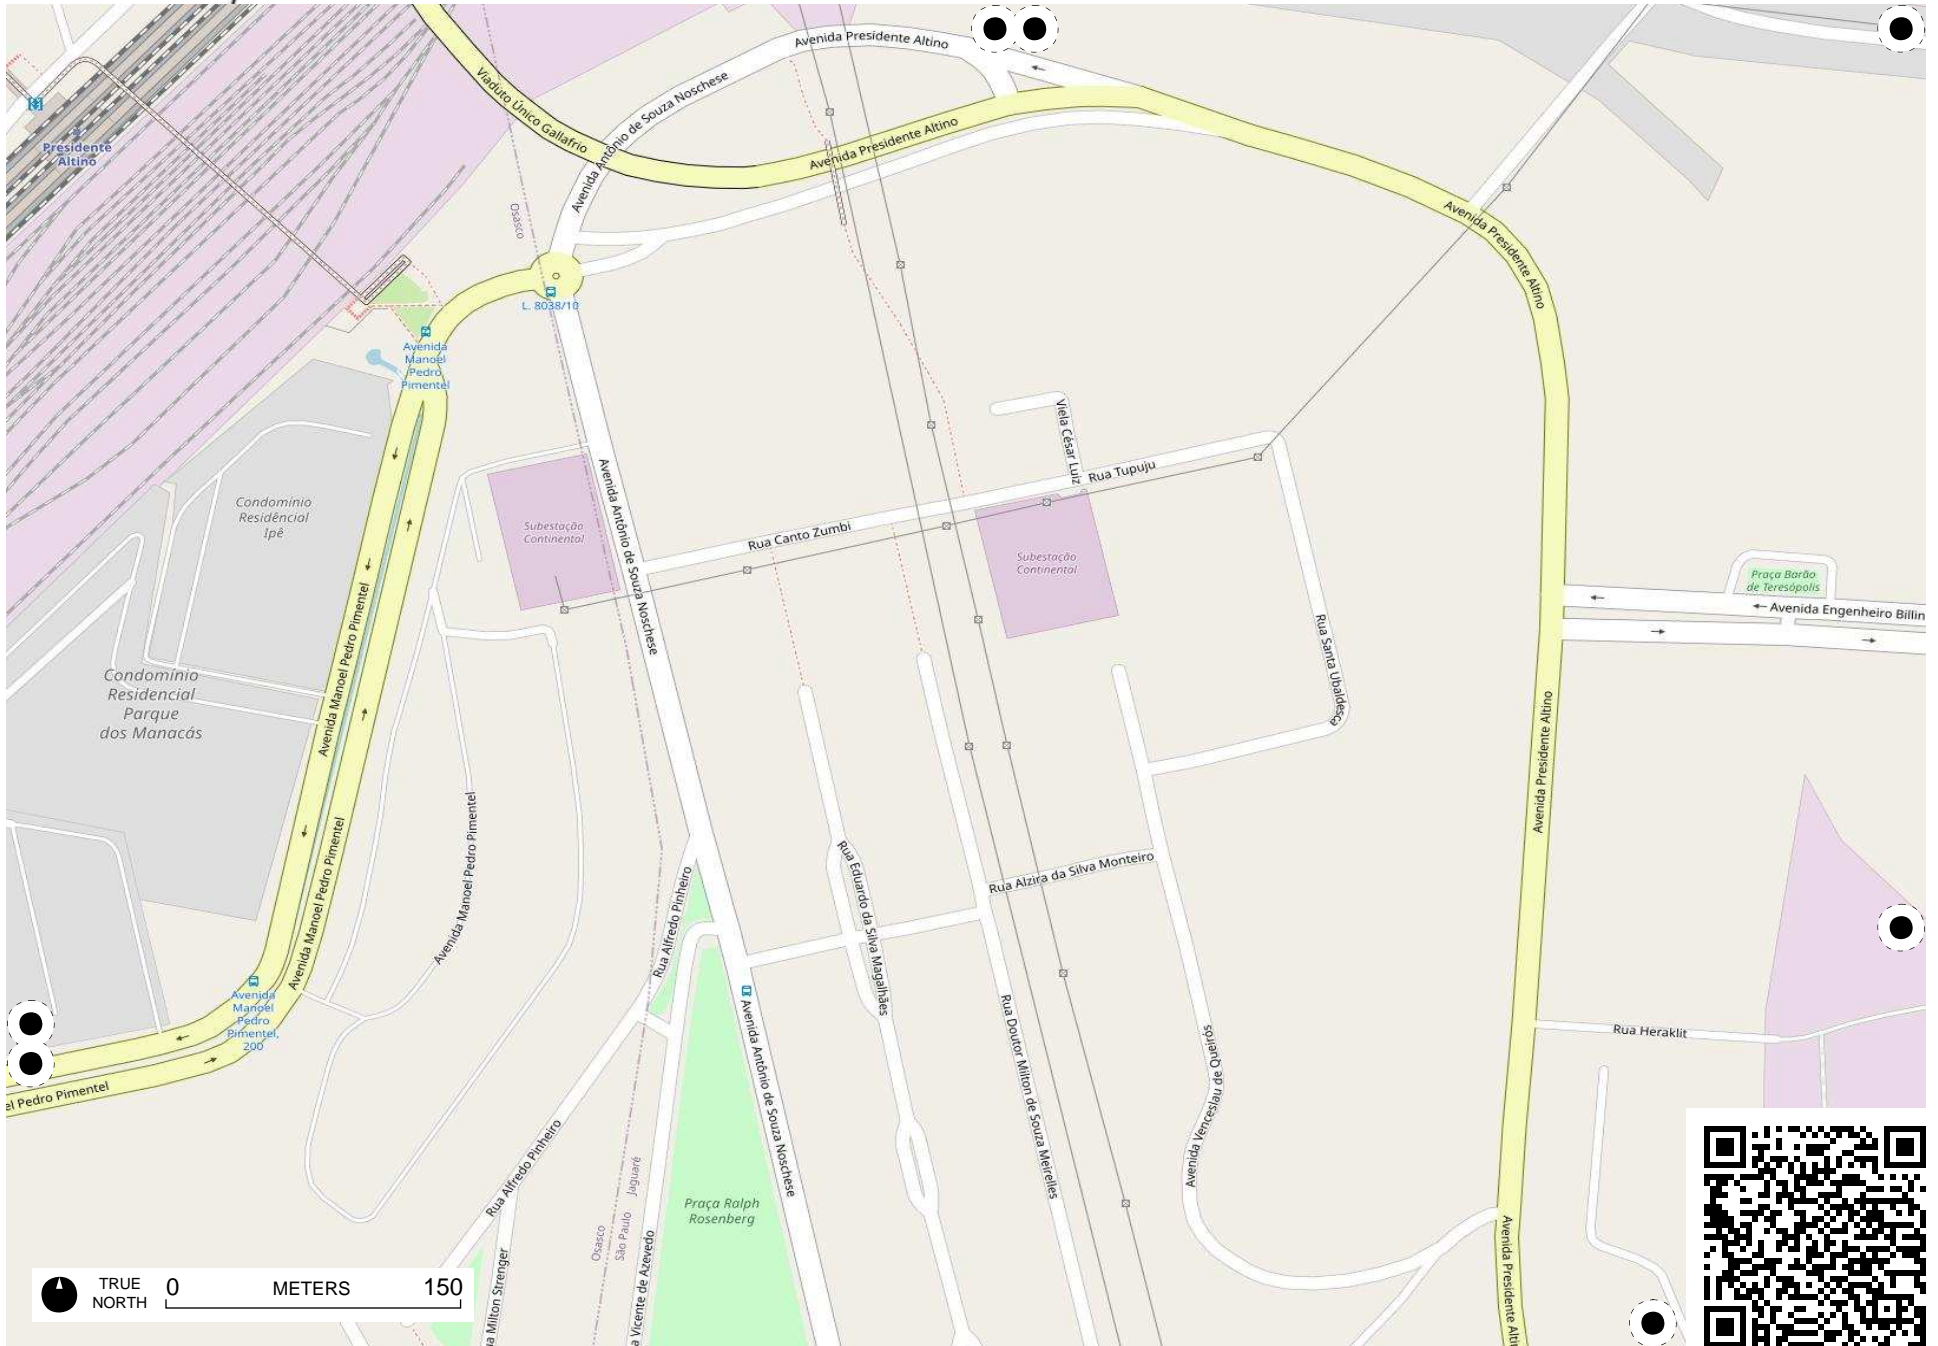 Avenida Presidente Altino
Viaduto Único Gallafrio
Avenida Antônio de Souza Noschese
Avenida Presidente Altino
Presidente
Altino
Osasco
Avenida Presidente Altino
Avenida Presidente Altino
L. 8038/10
Avenida
Manoel
Pedro
Pimentel
Viela César Luiz
Rua Tupuju
Avenida Antônio de Souza Noschese
Condomínio
Residêncial
Ipê
Subestação
Continental
Rua Canto Zumbi
Subestação
Continental
Praça Barão
de Teresópolis
Avenida Engenheiro Billin
Avenida Manoel Pedro Pimentel
Rua Santa Ubaldesca
Condomínio
Residencial
Parque
dos Manacás
Avenida Presidente Altino
Avenida Manoel Pedro Pimentel
Avenida Manoel Pedro Pimentel
Rua Alfredo Pinheiro
Rua Eduardo da Silva Magalhães
Rua Alzira da Silva Monteiro
Avenida
Manoel
Pedro
Pimentel,
200
Avenida Antônio de Souza Noschese
Rua Doutor Milton de Souza Meirelles
Avenida Venceslau de Queirós
Rua Heraklit
el Pedro Pimentel
Rua Alfredo Pinheiro
Jaguaré
São Paulo
Osasco
Praça Ralph
Rosenberg
a Milton Strenger
a Vicente de Azevedo
Avenida Presidente Alti
TRUE
NORTH
0 METERS 150